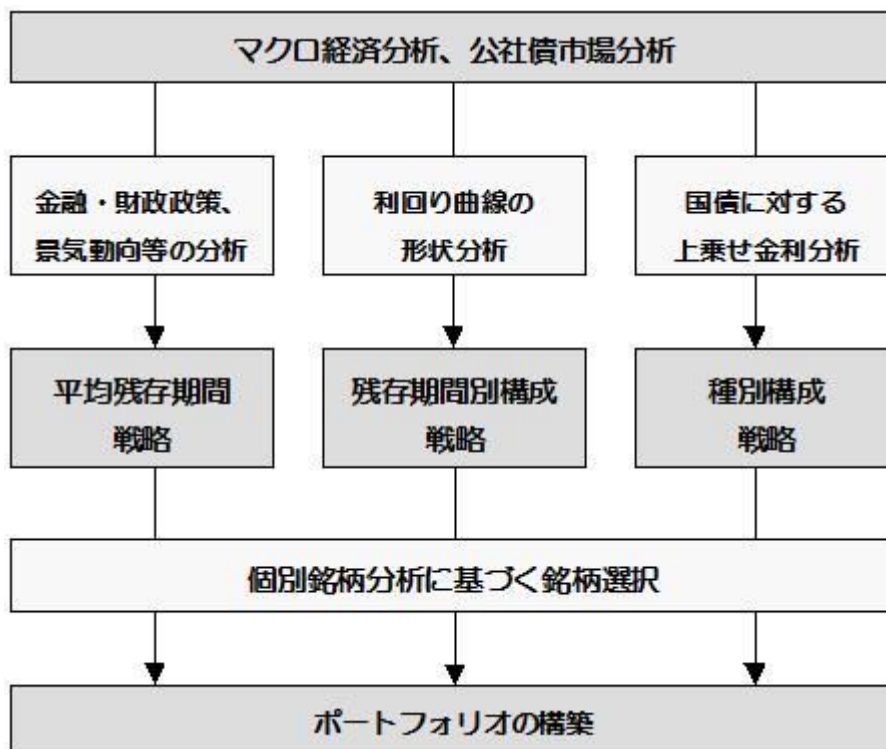 マクロ経済分析、公社債市場分析
金融・財政政策、
景気動向等の分析
利回り曲線の
形状分析
国債に対する
上乗せ金利分析
平均残存期間
戦略
残存期間別構成
戦略
種別構成
戦略
個別銘柄分析に基づく銘柄選択
ポートフォリオの構築